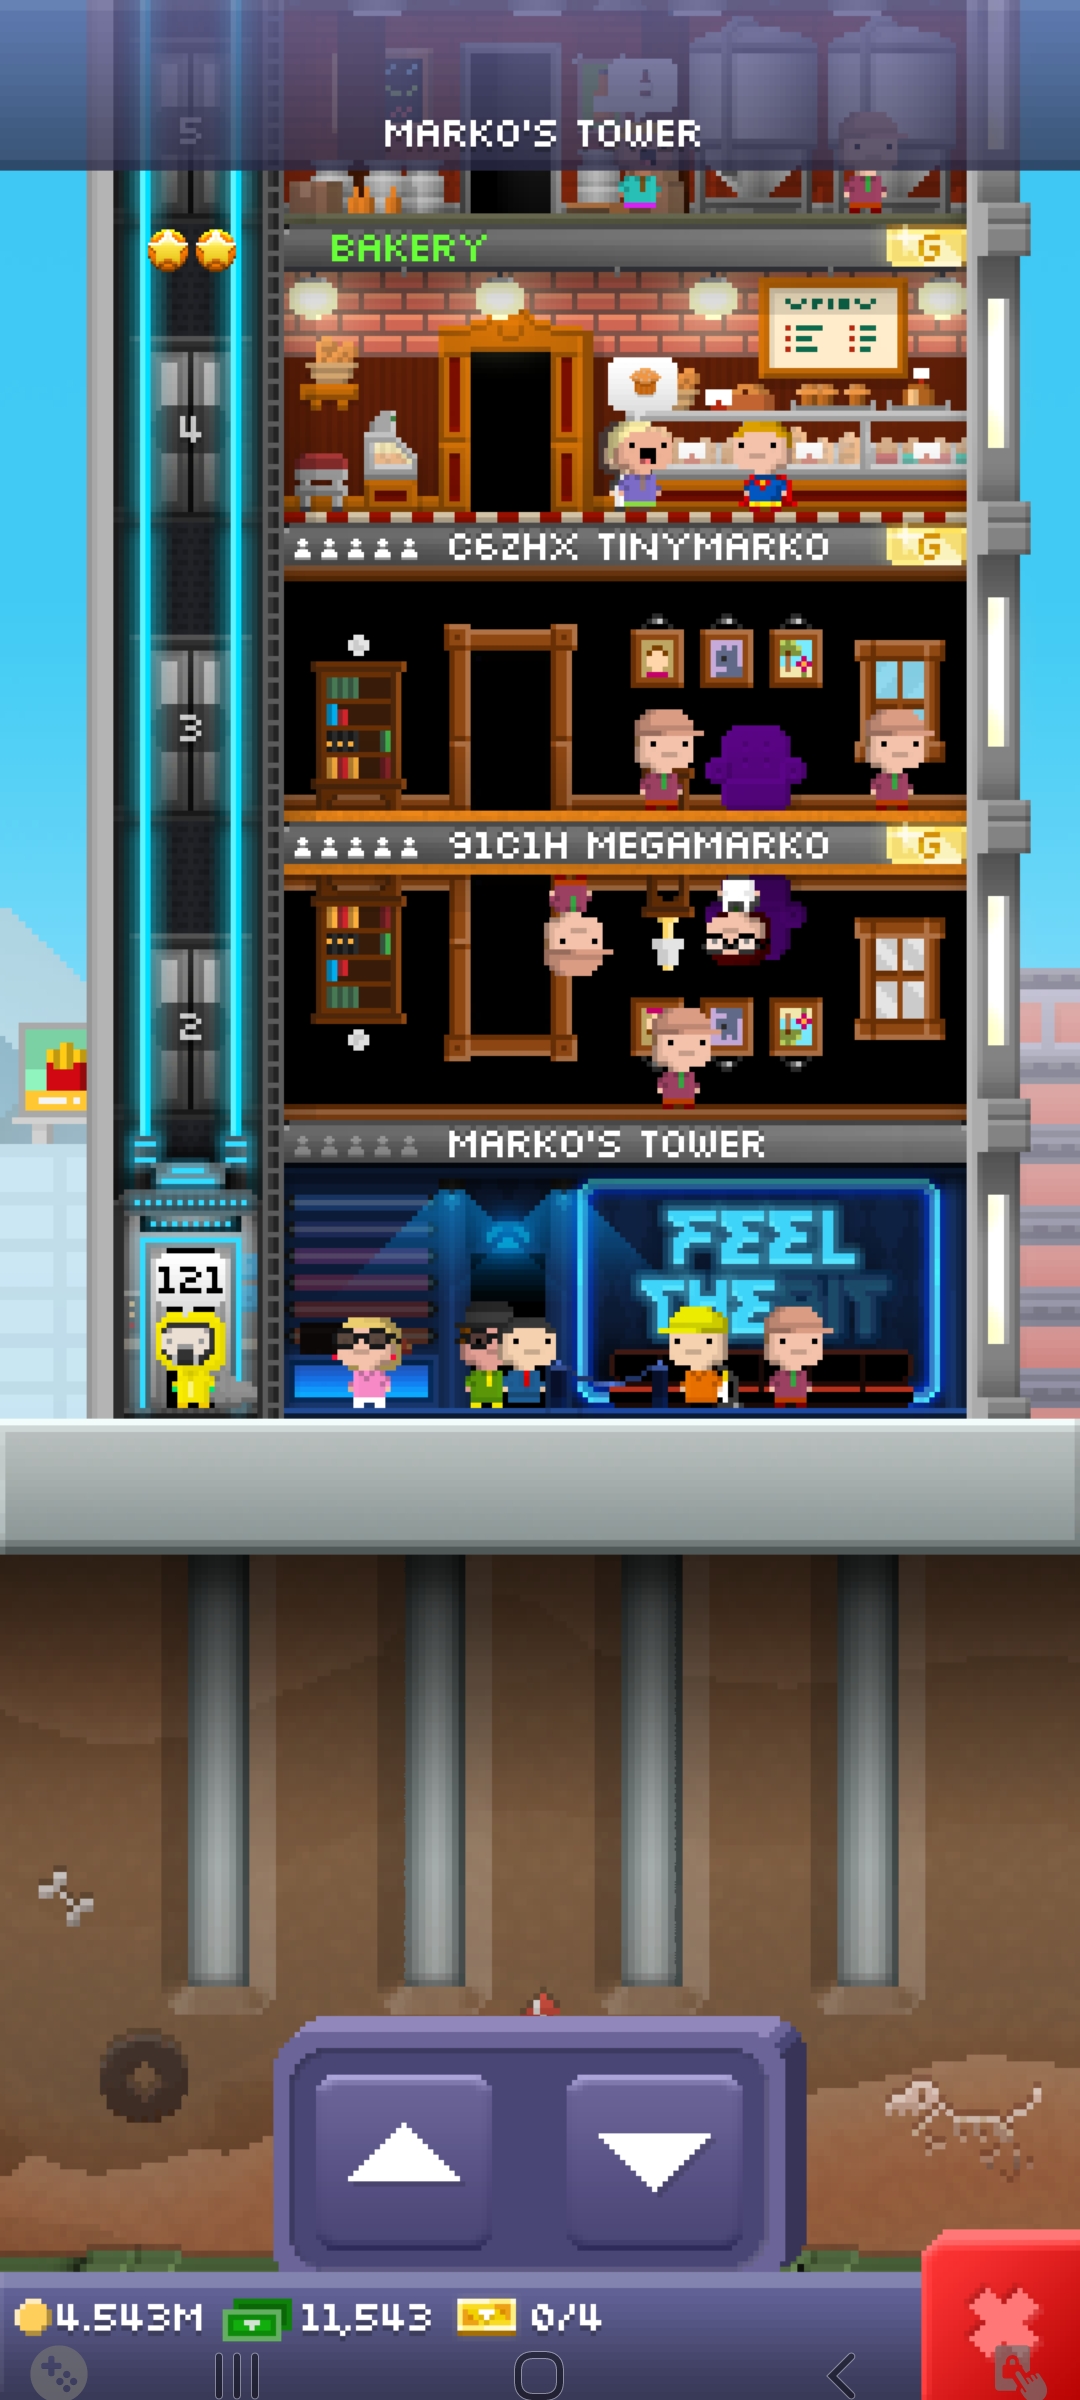 5
MARKO'S TOWER
BAKERY G
4
C6ZHX TINYMARKO G
3
91C1H MEGAMARKO G
2
MARKO'S TOWER
FEEL
THE BIT
121
4.543M 11,543 0/4